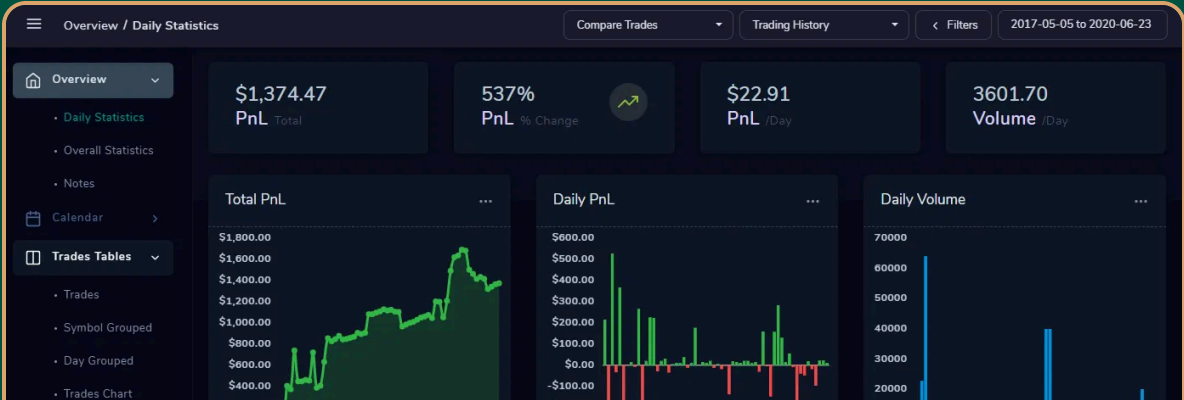 Overview / Daily Statistics
Compare Trades
Trading History
Filters
2017-05-05 to 2020-06-23
Overview
Daily Statistics
Overall Statistics
Notes
Calendar
Trades Tables
Trades
Symbol Grouped
Day Grouped
Trades Chart
$1,374.47
PnL Total
537%
PnL % Change
$22.91
PnL /Day
3601.70
Volume /Day
Total PnL
$1,800.00
$1,600.00
$1,400.00
$1,200.00
$1,000.00
$800.00
$600.00
$400.00
Daily PnL
$600.00
$500.00
$400.00
$300.00
$200.00
$100.00
$0.00
-$100.00
Daily Volume
70000
60000
50000
40000
30000
20000